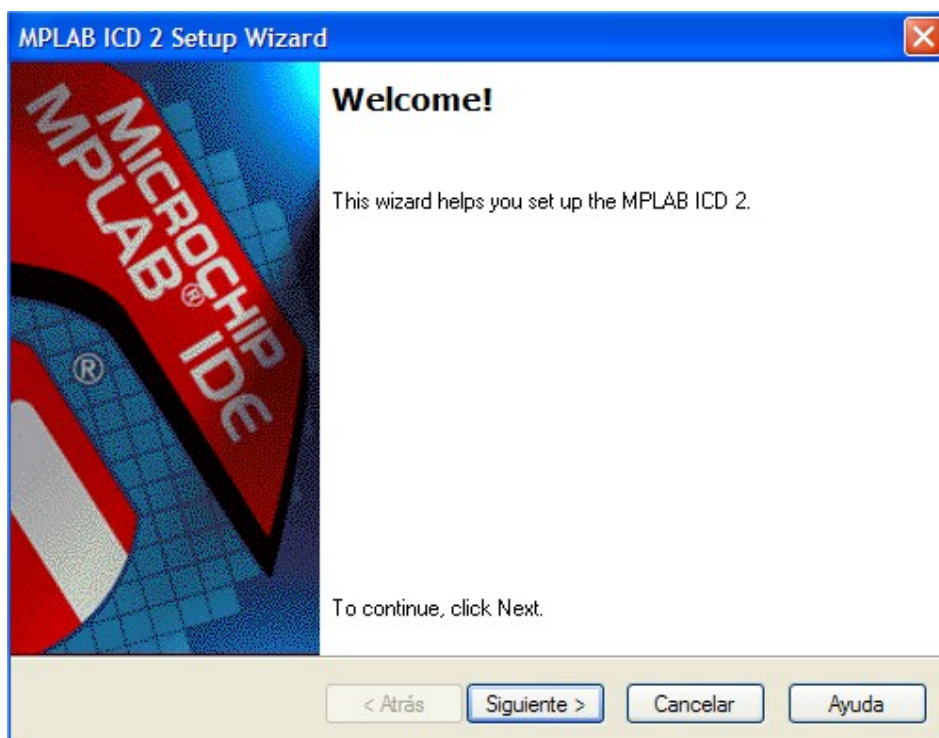 MPLAB ICD 2 Setup Wizard
MICROCHIP
MPLAB® IDE
®
Welcome!
This wizard helps you set up the MPLAB ICD 2.
To continue, click Next.
< Atrás
Siguiente >
Cancelar
Ayuda